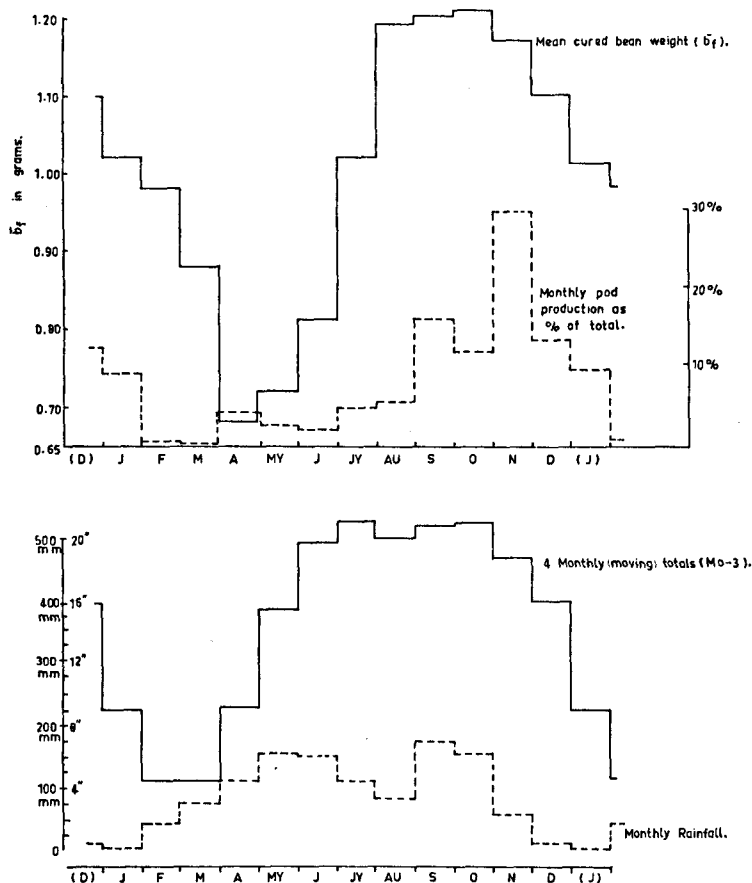 1.20
1.10
1.00
0.90
0.80
0.70
0.65
b̄f in grams.
Mean cured bean weight (b̄f).
30%
20%
10%
Monthly pod
production as
% of total.
(D) J F M A MY J JY AU S O N D (J)
500 mm 20"
400 mm 16"
300 mm 12"
200 mm 8"
100 mm 4"
0
4 Monthly (moving) totals (Mo-3).
Monthly Rainfall.
(D) J F M A MY J JY AU S O N D (J)